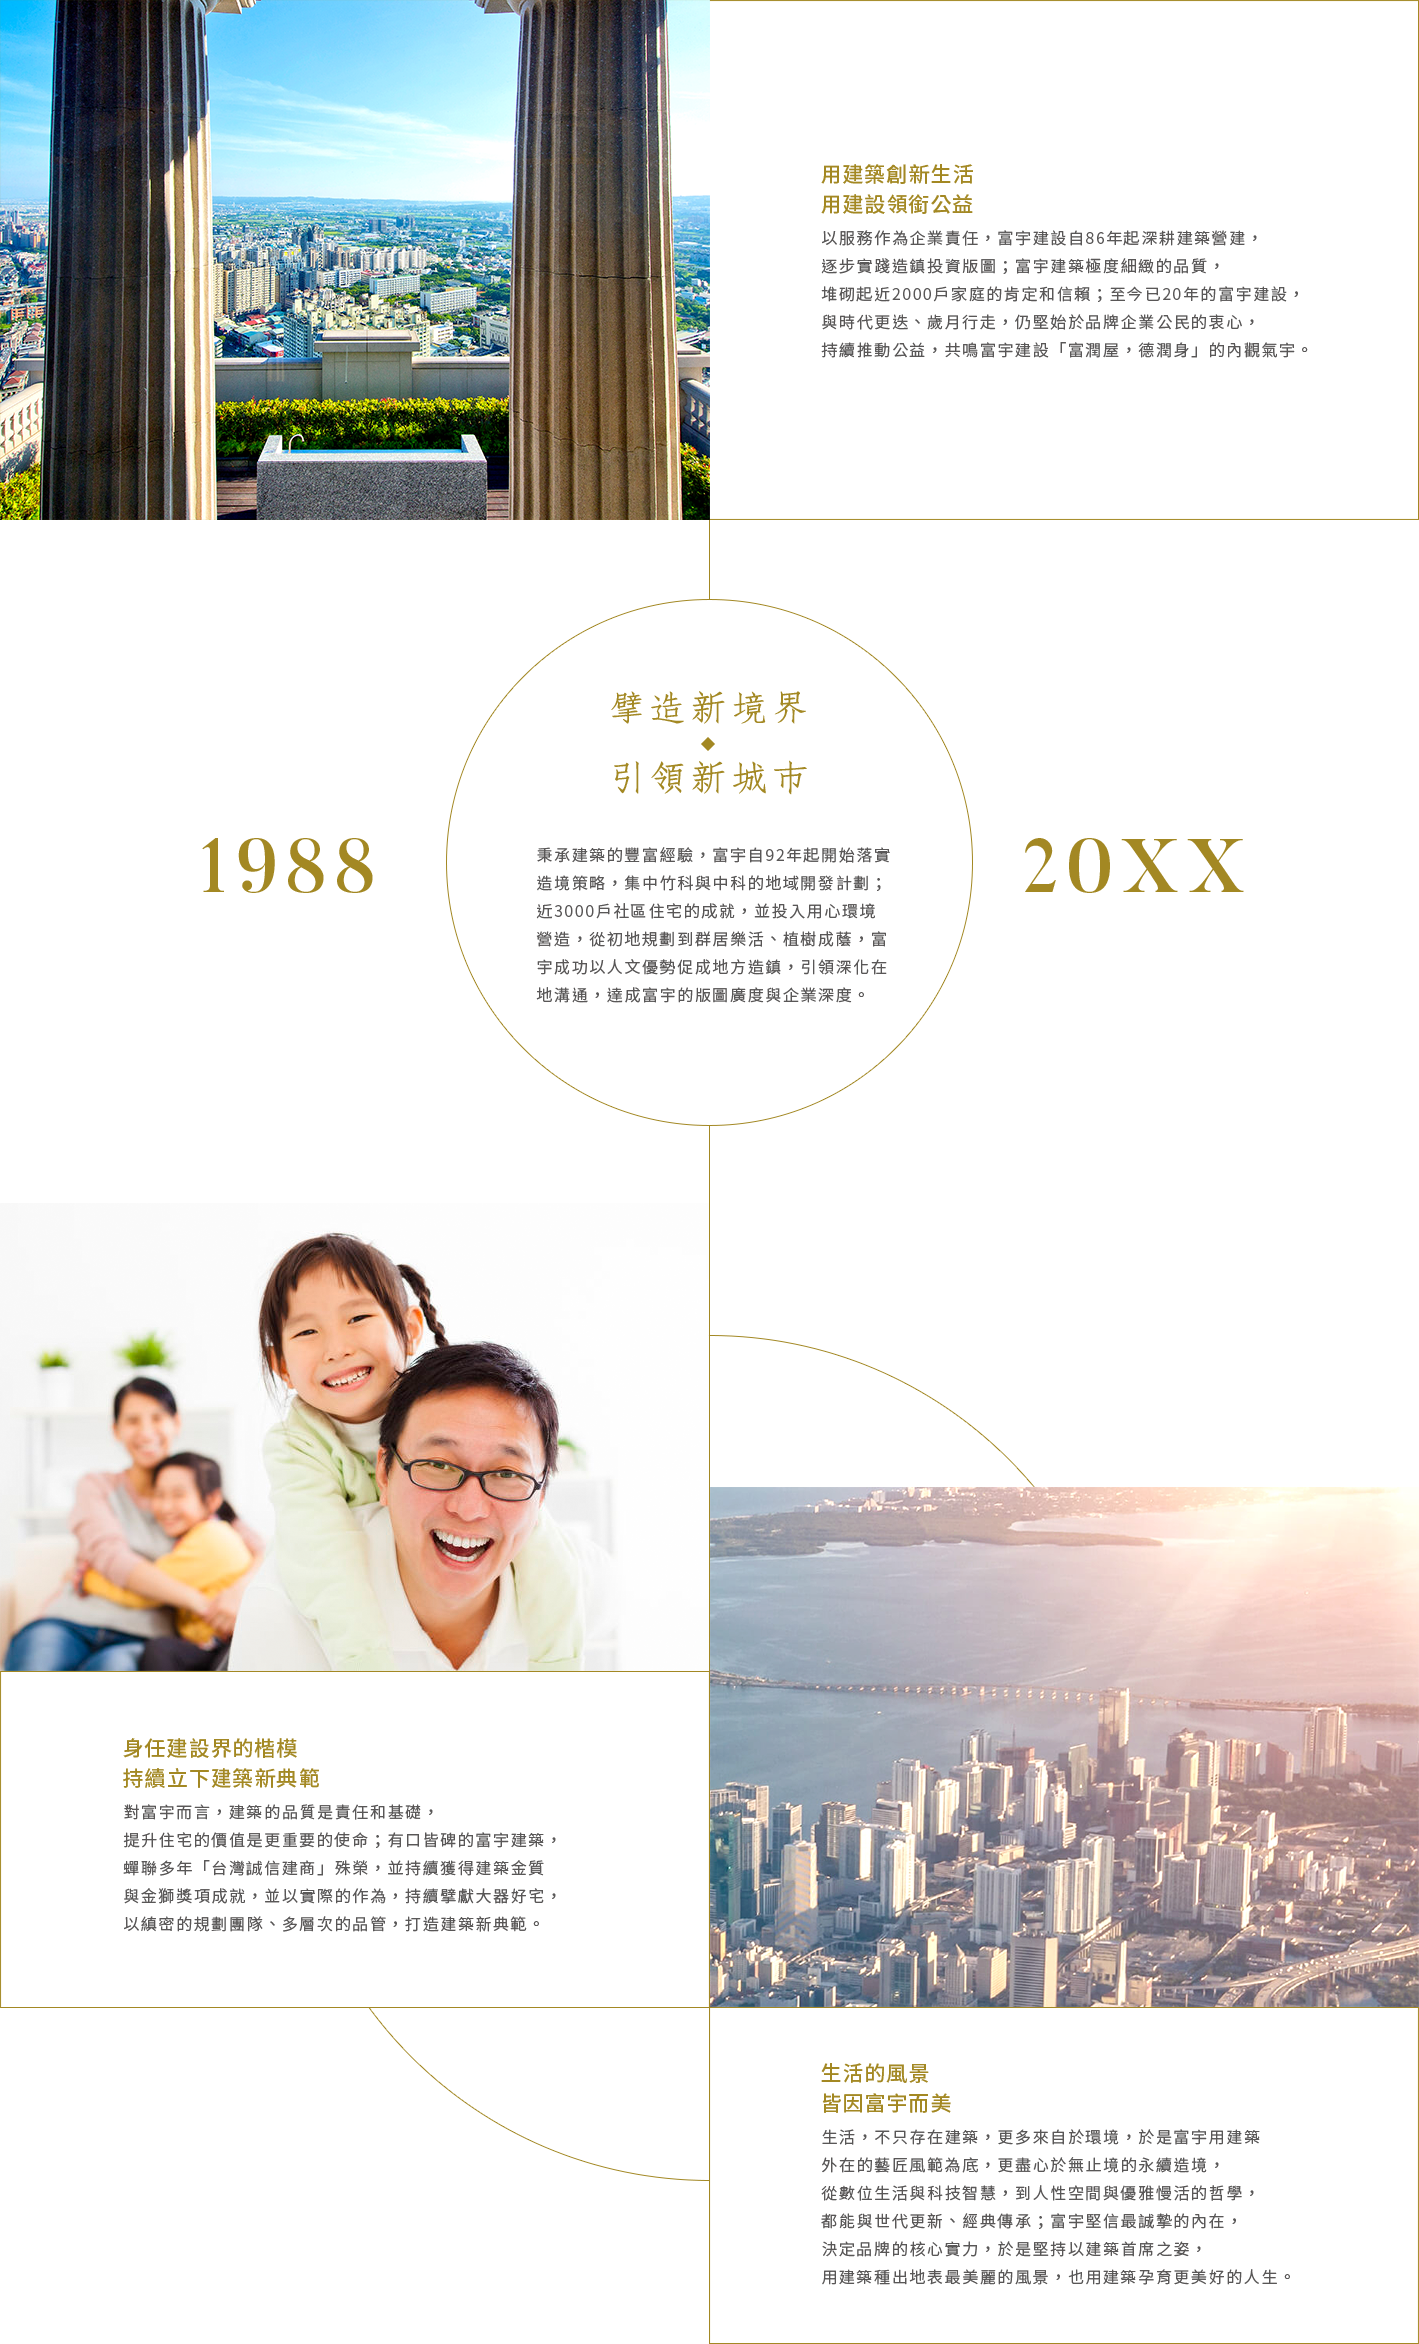 用建築創新生活
用建設領銜公益
以服務作為企業責任，富宇建設自86年起深耕建築營建，
逐步實踐造鎮投資版圖；富宇建築極度細緻的品質，
堆砌起近2000戶家庭的肯定和信賴；至今已20年的富宇建設，
與時代更迭、歲月行走，仍堅始於品牌企業公民的衷心，
持續推動公益，共鳴富宇建設「富潤屋，德潤身」的內觀氣宇。
擘造新境界
引領新城市
1988
20XX
秉承建築的豐富經驗，富宇自92年起開始落實
造境策略，集中竹科與中科的地域開發計劃；
近3000戶社區住宅的成就，並投入用心環境
營造，從初地規劃到群居樂活、植樹成蔭，富
宇成功以人文優勢促成地方造鎮，引領深化在
地溝通，達成富宇的版圖廣度與企業深度。
身任建設界的楷模
持續立下建築新典範
對富宇而言，建築的品質是責任和基礎，
提升住宅的價值是更重要的使命；有口皆碑的富宇建築，
蟬聯多年「台灣誠信建商」殊榮，並持續獲得建築金質
與金獅獎項成就，並以實際的作為，持續擘獻大器好宅，
以縝密的規劃團隊、多層次的品管，打造建築新典範。
生活的風景
皆因富宇而美
生活，不只存在建築，更多來自於環境，於是富宇用建築
外在的藝匠風範為底，更盡心於無止境的永續造境，
從數位生活與科技智慧，到人性空間與優雅慢活的哲學，
都能與世代更新、經典傳承；富宇堅信最誠摯的內在，
決定品牌的核心實力，於是堅持以建築首席之姿，
用建築種出地表最美麗的風景，也用建築孕育更美好的人生。